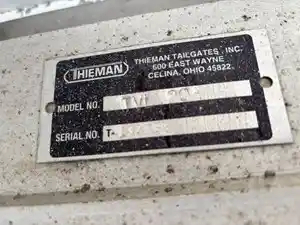 THIEMAN
THIEMAN TAILGATES, INC.
600 EAST WAYNE
CELINA, OHIO 45822
MODEL NO.
SERIAL NO. T-